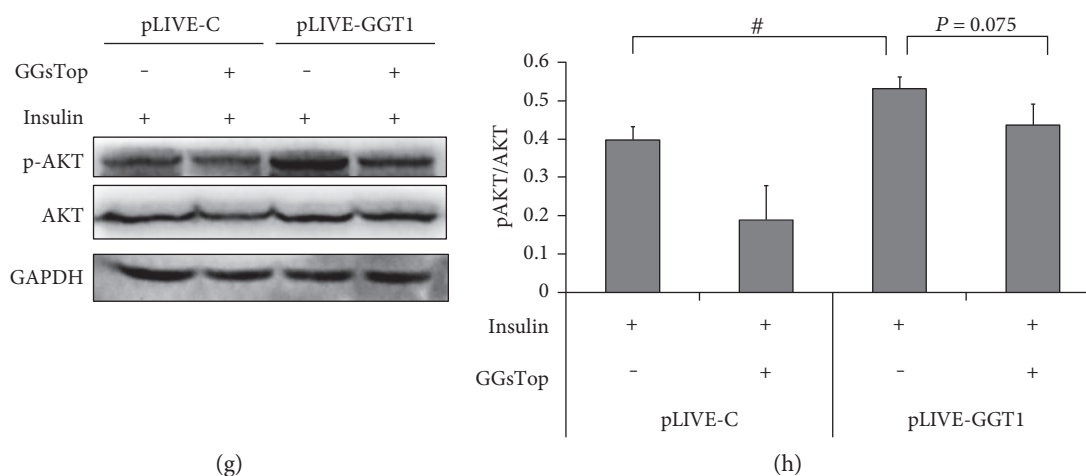 pLIVE-C pLIVE-GGT1
GGsTop – + – +
Insulin + + + +
p-AKT
AKT
GAPDH
(g)
# P = 0.075
0.6
0.5
0.4
0.3
0.2
0.1
0
pAKT/AKT
Insulin + + + +
GGsTop – + – +
pLIVE-C pLIVE-GGT1
(h)